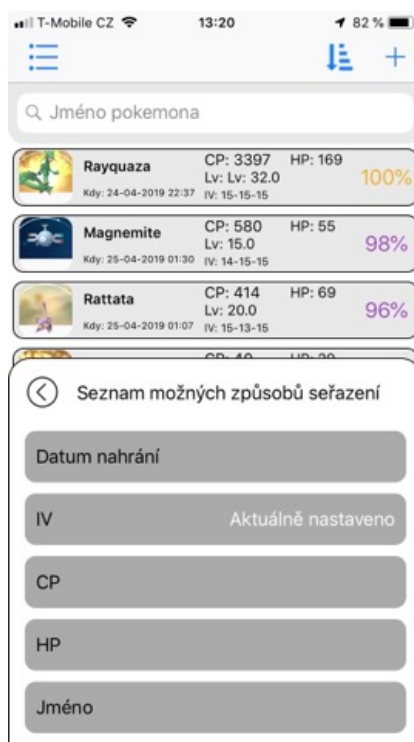 T-Mobile CZ 13:20 82 %
Jméno pokemona
Rayquaza CP: 3397 HP: 169
Lv: Lv: 32.0 100%
Kdy: 24-04-2019 22:37 IV: 15-15-15
Magnemite CP: 580 HP: 55
Lv: 15.0 98%
Kdy: 25-04-2019 01:30 IV: 14-15-15
Rattata CP: 414 HP: 69
Lv: 20.0 96%
Kdy: 25-04-2019 01:07 IV: 15-13-15
Seznam možných způsobů seřazení
Datum nahrání
IV Aktuálně nastaveno
CP
HP
Jméno